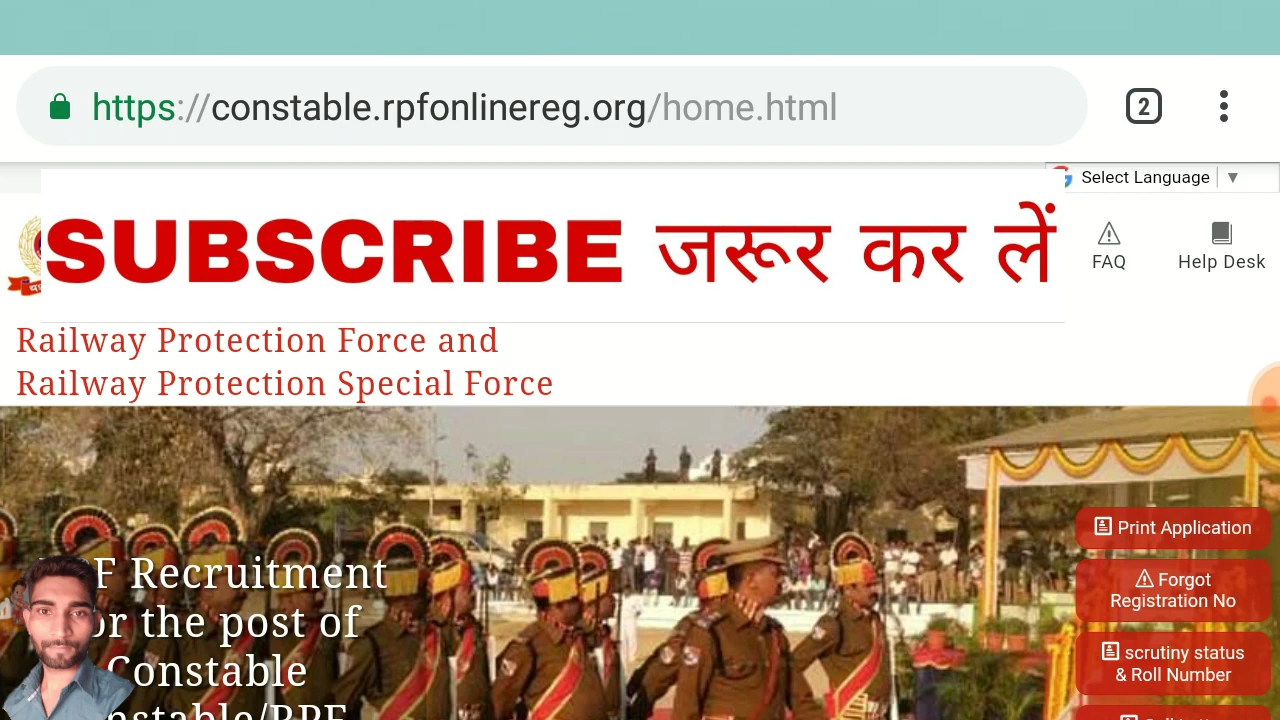 https://constable.rpfonlinereg.org/home.html
2
Select Language ▼
SUBSCRIBE जरूर कर लें
FAQ
Help Desk
Railway Protection Force and
Railway Protection Special Force
F Recruitment
or the post of
Constable
Print Application
Forgot
Registration No
scrutiny status
& Roll Number